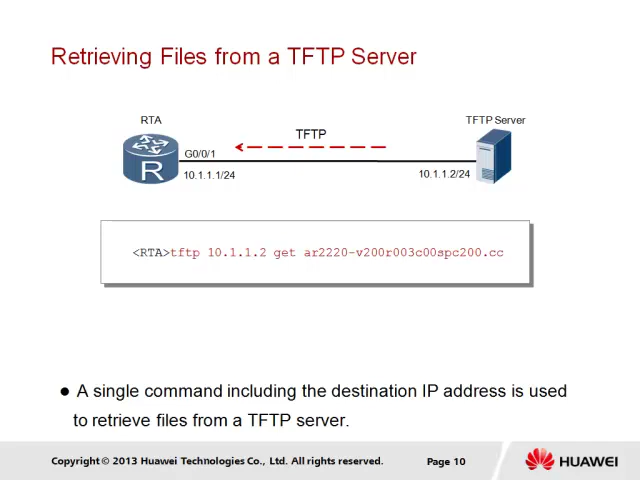 Retrieving Files from a TFTP Server
RTA
TFTP Server
TFTP
G0/0/1
R
10.1.1.1/24
10.1.1.2/24
<RTA>tftp 10.1.1.2 get ar2220-v200r003c00spc200.cc
● A single command including the destination IP address is used
to retrieve files from a TFTP server.
Copyright © 2013 Huawei Technologies Co., Ltd. All rights reserved.
Page 10
HUAWEI